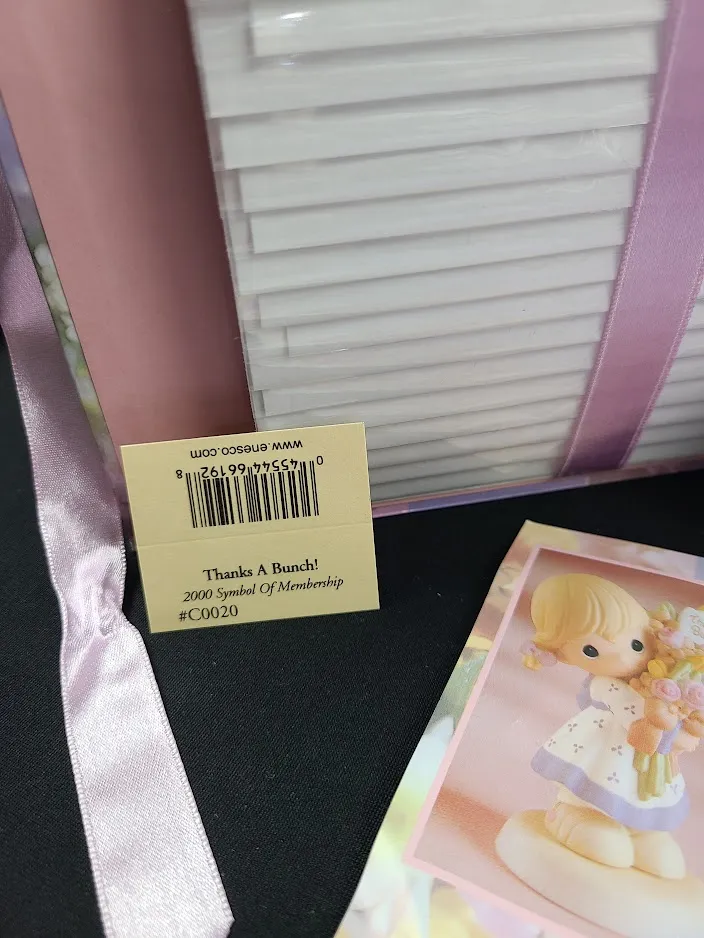 www.enesco.com
0 45544 66192 8
Thanks A Bunch!
2000 Symbol Of Membership
#C0020